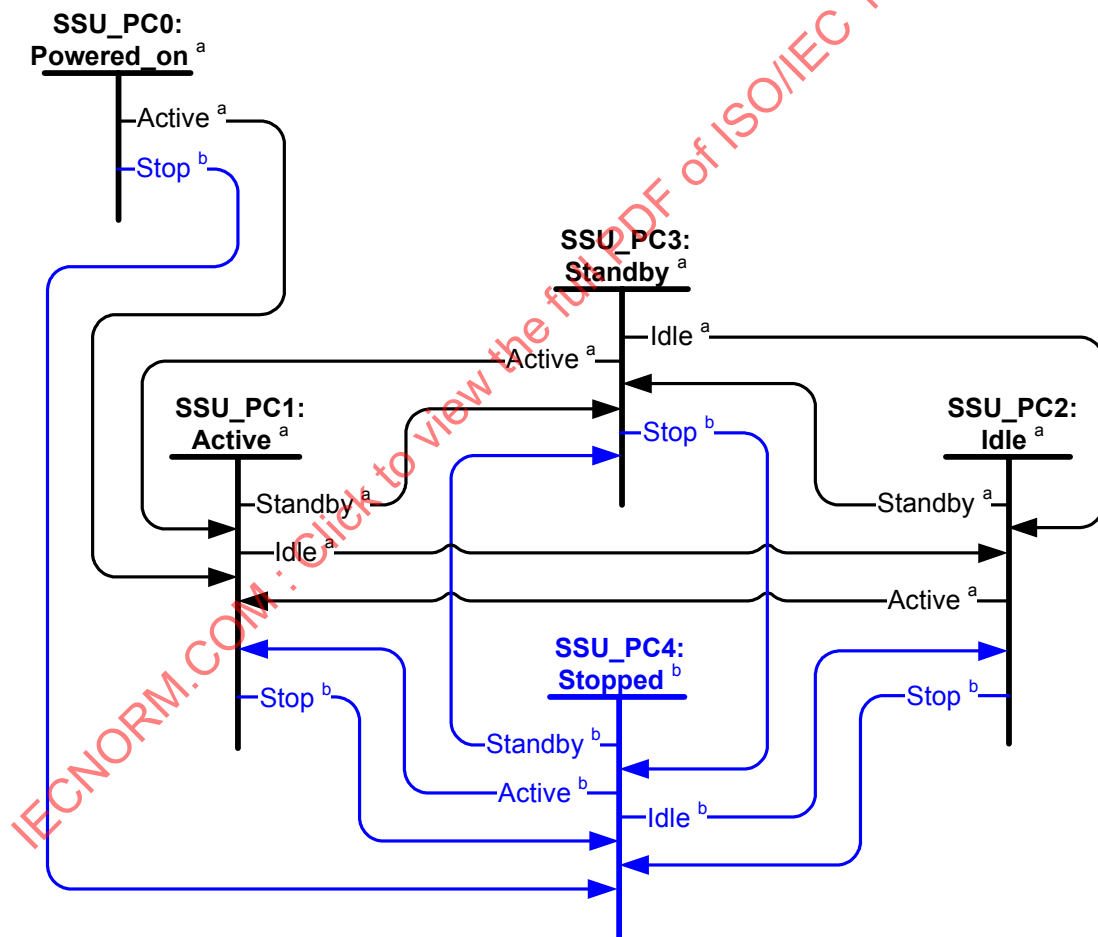 SSU_PC0:
Powered_on a
Active a
Stop b
SSU_PC3:
Standby a
Idle a
Active a
Stop b
SSU_PC1:
Active a
Standby a
Idle a
Stop b
SSU_PC2:
Idle a
Standby a
Active a
Stop b
SSU_PC4:
Stopped b
Standby b
Active b
Idle b
IECNORM.COM : Click to view the full PDF of ISO/IEC